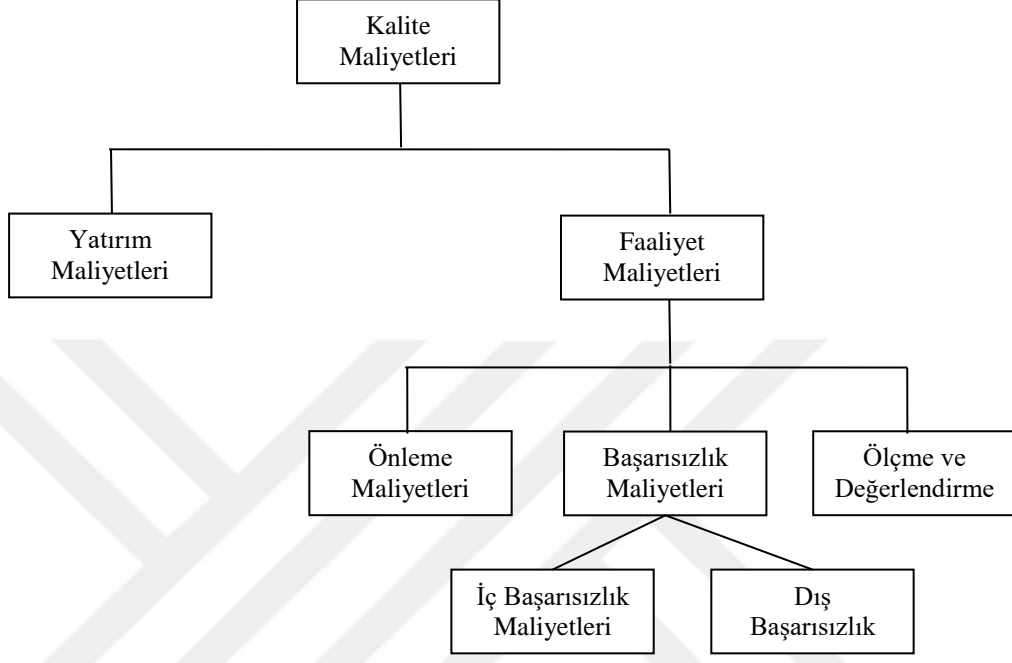 Kalite
Maliyetleri
Yatırım
Maliyetleri
Faaliyet
Maliyetleri
Önleme
Maliyetleri
Başarısızlık
Maliyetleri
Ölçme ve
Değerlendirme
İç Başarısızlık
Maliyetleri
Dış
Başarısızlık